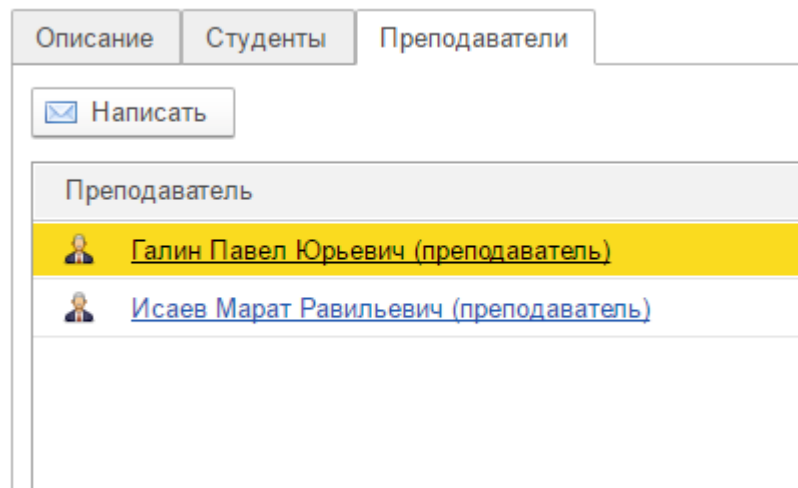 Описание Студенты Преподаватели
Написать
Преподаватель
Галин Павел Юрьевич (преподаватель)
Исаев Марат Равильевич (преподаватель)